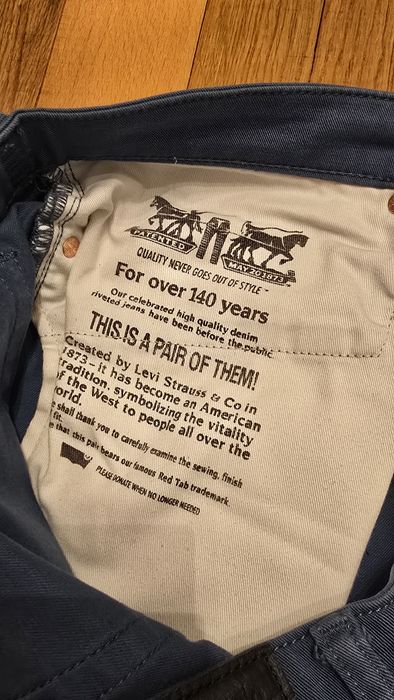 PATENTED
MAY 20 1873
QUALITY NEVER GOES OUT OF STYLE
For over 140 years
Our celebrated high quality denim
riveted jeans have been before the public
THIS IS A PAIR OF THEM!
Created by Levi Strauss & Co in
1873 - it has become an American
tradition, symbolizing the vitality
of the West to people all over the
world.
shall thank you to carefully examine the sewing, finish
fit.
that this pair bears our famous Red Tab trademark.
PLEASE DONATE WHEN NO LONGER NEEDED